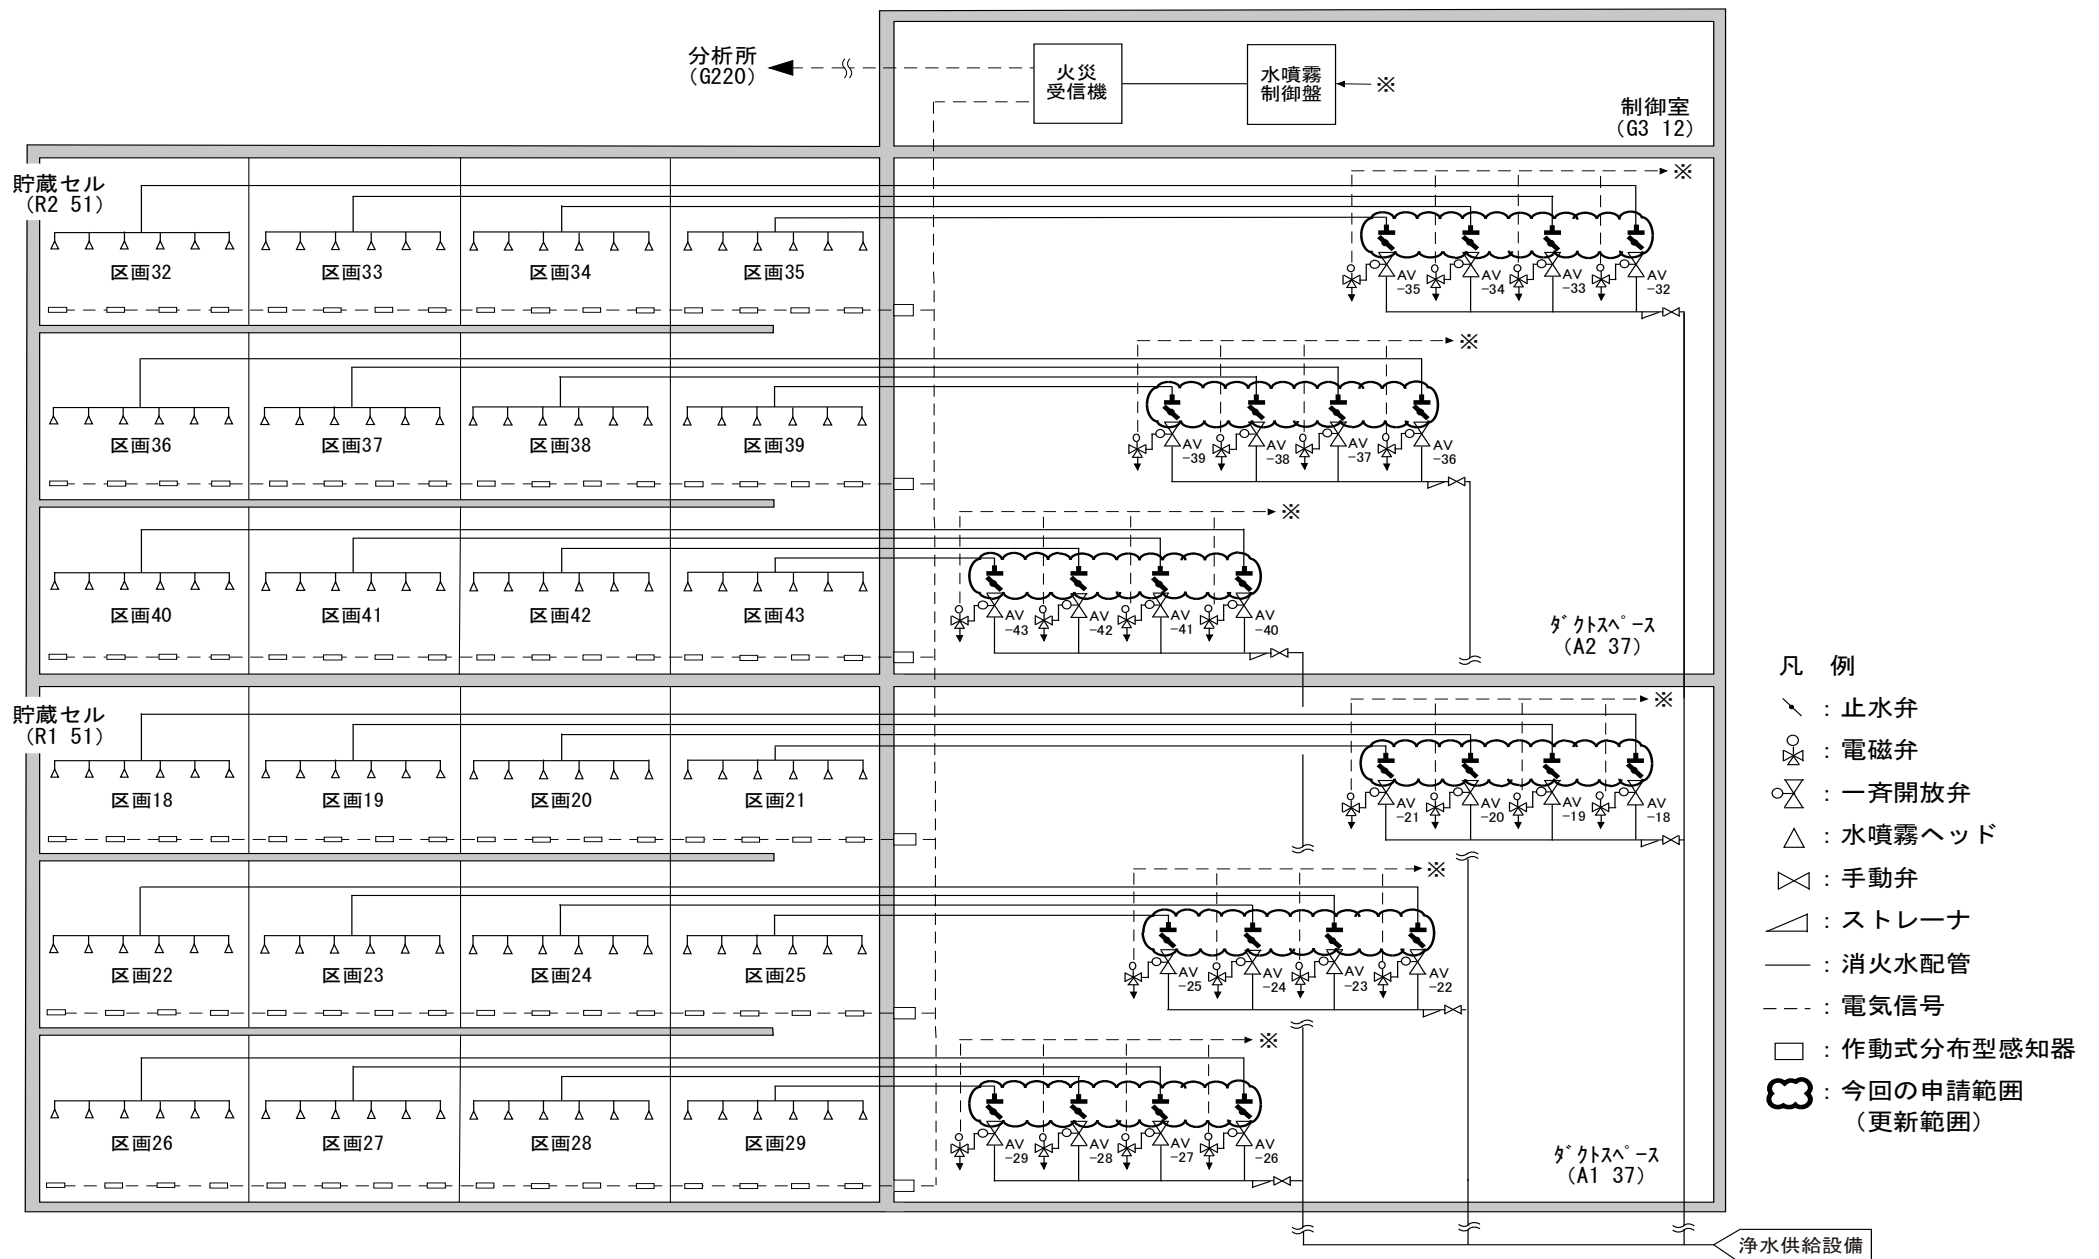 分析所
(G220)
火災
受信機
水噴霧
制御盤
※
制御室
(G3 12)
貯蔵セル
(R2 51)
※
区画32
区画33
区画34
区画35
AV
-35
AV
-34
AV
-33
AV
-32
※
区画36
区画37
区画38
区画39
AV
-39
AV
-38
AV
-37
AV
-36
※
区画40
区画41
区画42
区画43
AV
-43
AV
-42
AV
-41
AV
-40
ダクトスペース
(A2 37)
貯蔵セル
(R1 51)
※
区画18
区画19
区画20
区画21
AV
-21
AV
-20
AV
-19
AV
-18
※
区画22
区画23
区画24
区画25
AV
-25
AV
-24
AV
-23
AV
-22
※
区画26
区画27
区画28
区画29
AV
-29
AV
-28
AV
-27
AV
-26
ダクトスペース
(A1 37)
凡 例
:止水弁
:電磁弁
:一斉開放弁
:水噴霧ヘッド
:手動弁
:ストレーナ
:消火水配管
:電気信号
:作動式分布型感知器
:今回の申請範囲
(更新範囲)
浄水供給設備